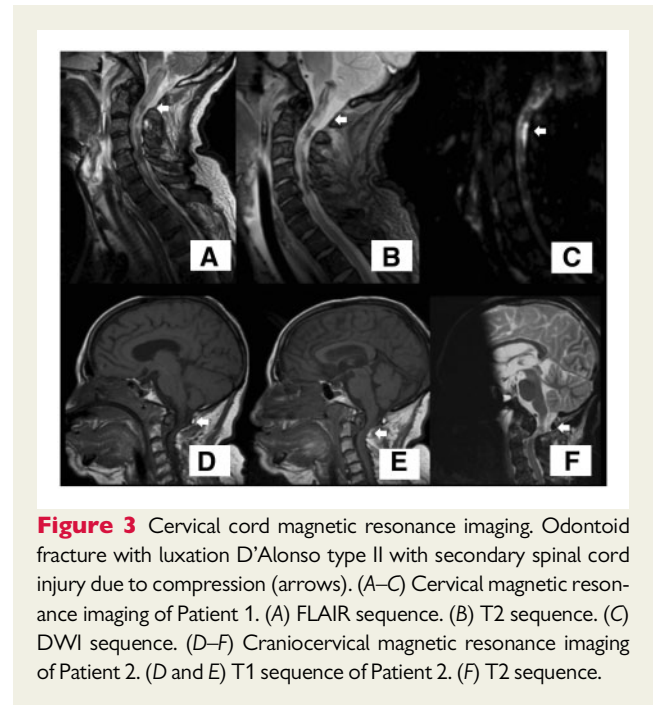 A
B
C
D
E
F
Figure 3 Cervical cord magnetic resonance imaging. Odontoid
fracture with luxation D'Alonso type II with secondary spinal cord
injury due to compression (arrows). (A–C) Cervical magnetic reson-
ance imaging of Patient 1. (A) FLAIR sequence. (B) T2 sequence. (C)
DWI sequence. (D–F) Craniocervical magnetic resonance imaging
of Patient 2. (D and E) T1 sequence of Patient 2. (F) T2 sequence.